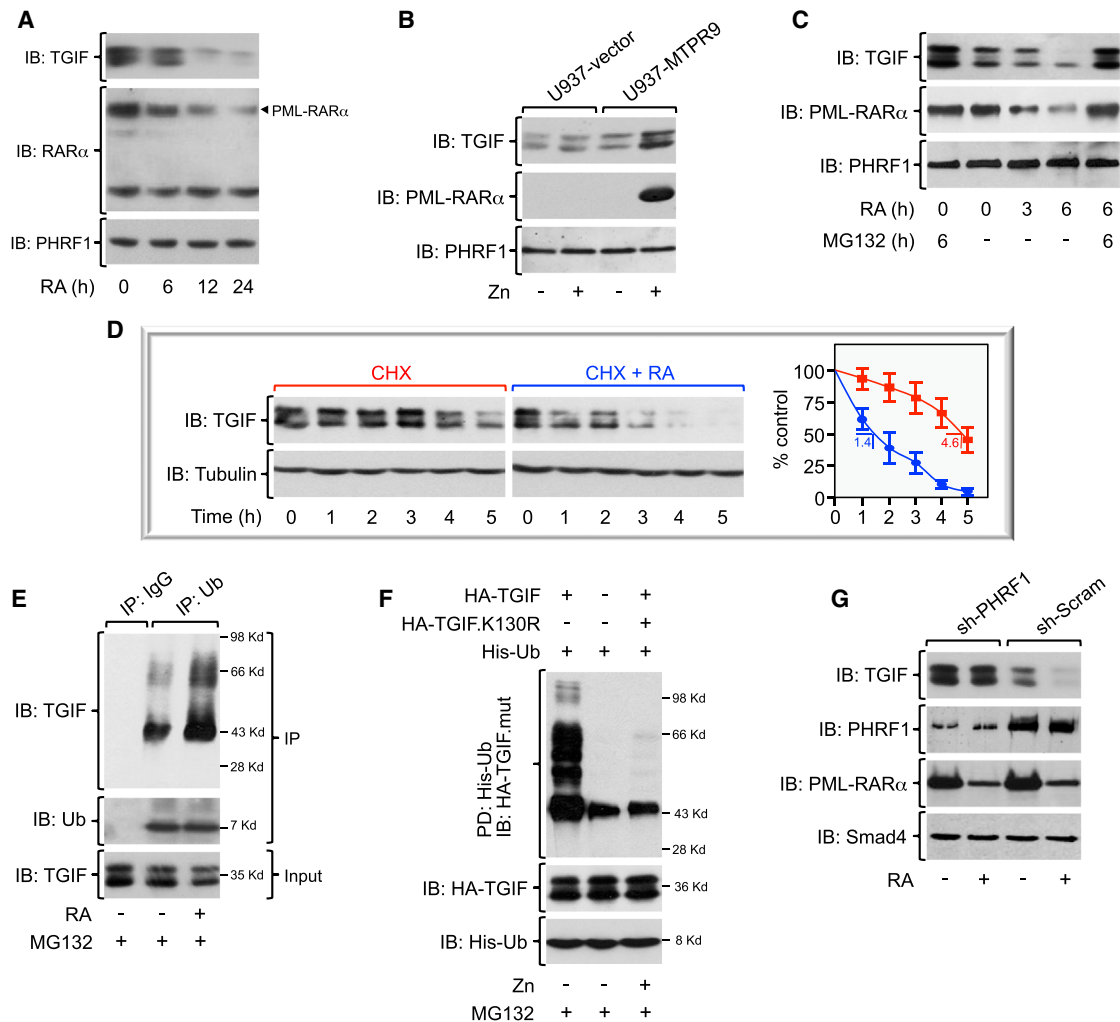 A
IB: TGIF
IB: RARα
PML-RARα
IB: PHRF1
RA (h) 0 6 12 24
B
U937-vector U937-MTPR9
IB: TGIF
IB: PML-RARα
IB: PHRF1
Zn - + - +
C
IB: TGIF
IB: PML-RARα
IB: PHRF1
RA (h) 0 0 3 6 6
MG132 (h) 6 - - - 6
D
CHX CHX + RA
IB: TGIF
IB: Tubulin
Time (h) 0 1 2 3 4 5 0 1 2 3 4 5
% control
100
75
50
25
0
1.4 4.6
0 1 2 3 4 5
E
IP: IgG IP: Ub
IB: TGIF
98 Kd
66 Kd
43 Kd
28 Kd
IP
IB: Ub
7 Kd
IB: TGIF
35 Kd
Input
RA - - +
MG132 + + +
F
HA-TGIF + - +
HA-TGIF.K130R - - +
His-Ub + + +
PD: His-Ub
IB: HA-TGIF.mut
98 Kd
66 Kd
43 Kd
28 Kd
IB: HA-TGIF
36 Kd
IB: His-Ub
8 Kd
Zn - - +
MG132 + + +
G
sh-PHRF1 sh-Scram
IB: TGIF
IB: PHRF1
IB: PML-RARα
IB: Smad4
RA - + - +